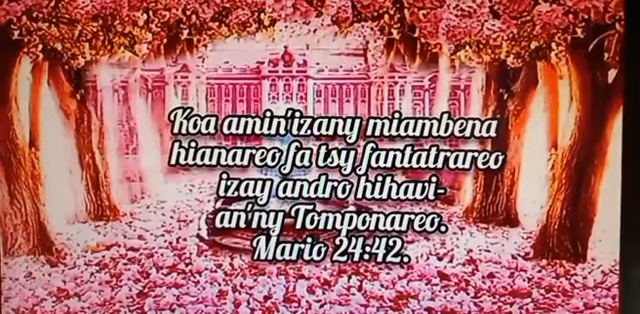 Koa amin'izany miambena
hianareo fa tsy fantatrareo
izay andro hihavi-
an'ny Tomponareo.
Mario 24:42.